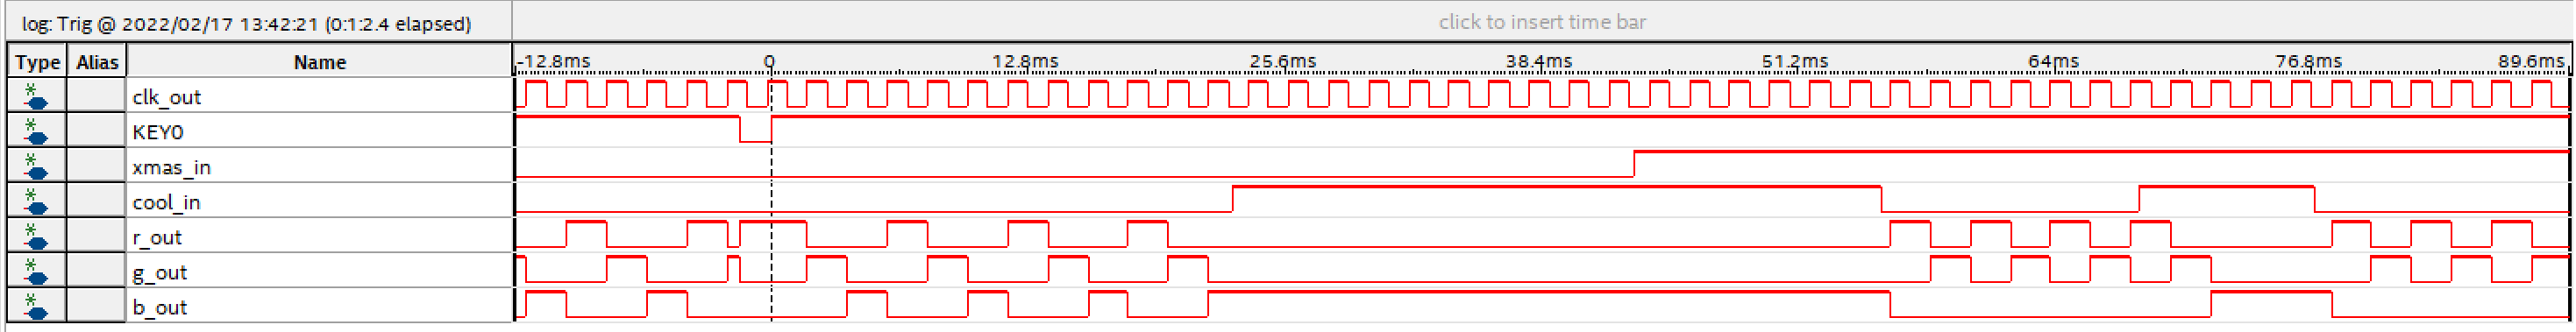 log: Trig @ 2022/02/17 13:42:21 (0:1:2.4 elapsed) click to insert time bar
Type Alias Name -12.8ms 0 12.8ms 25.6ms 38.4ms 51.2ms 64ms 76.8ms 89.6ms
clk_out
KEY0
xmas_in
cool_in
r_out
g_out
b_out